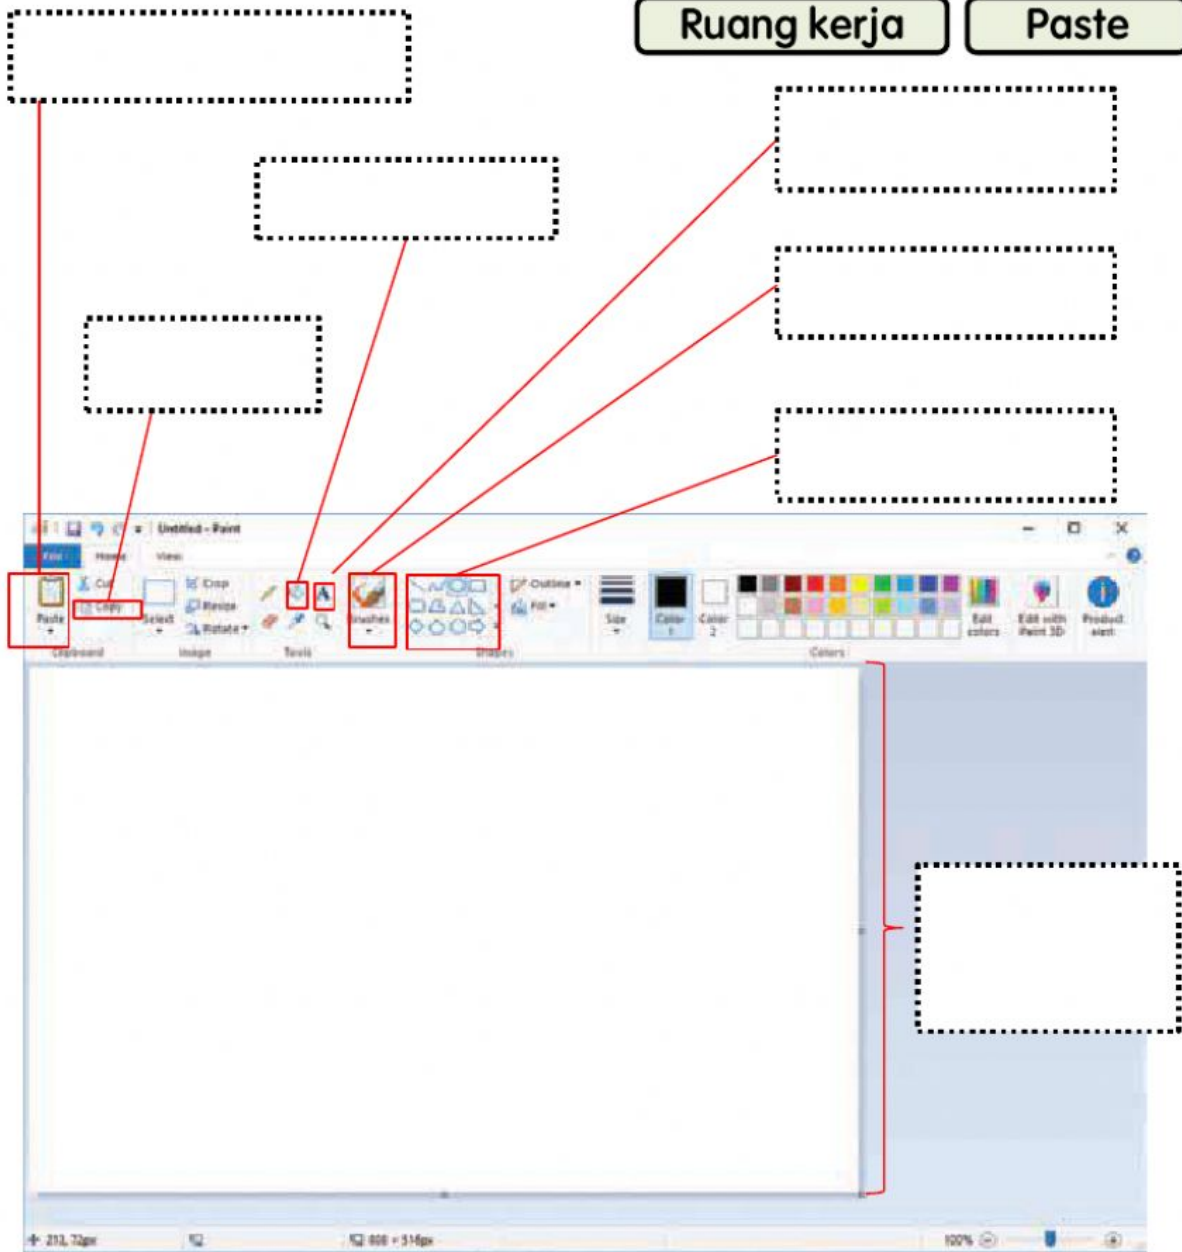 Ruang kerja
Paste
Untitled - Paint
File Home View
Paste
Cut
Copy
Clipboard
Select
Crop
Resize
Rotate
Image
Tools
Brushes
Shapes
Outline
Fill
Size
Color 1
Color 2
Colors
Edit colors
Edit with Paint 3D
Product alert
100%